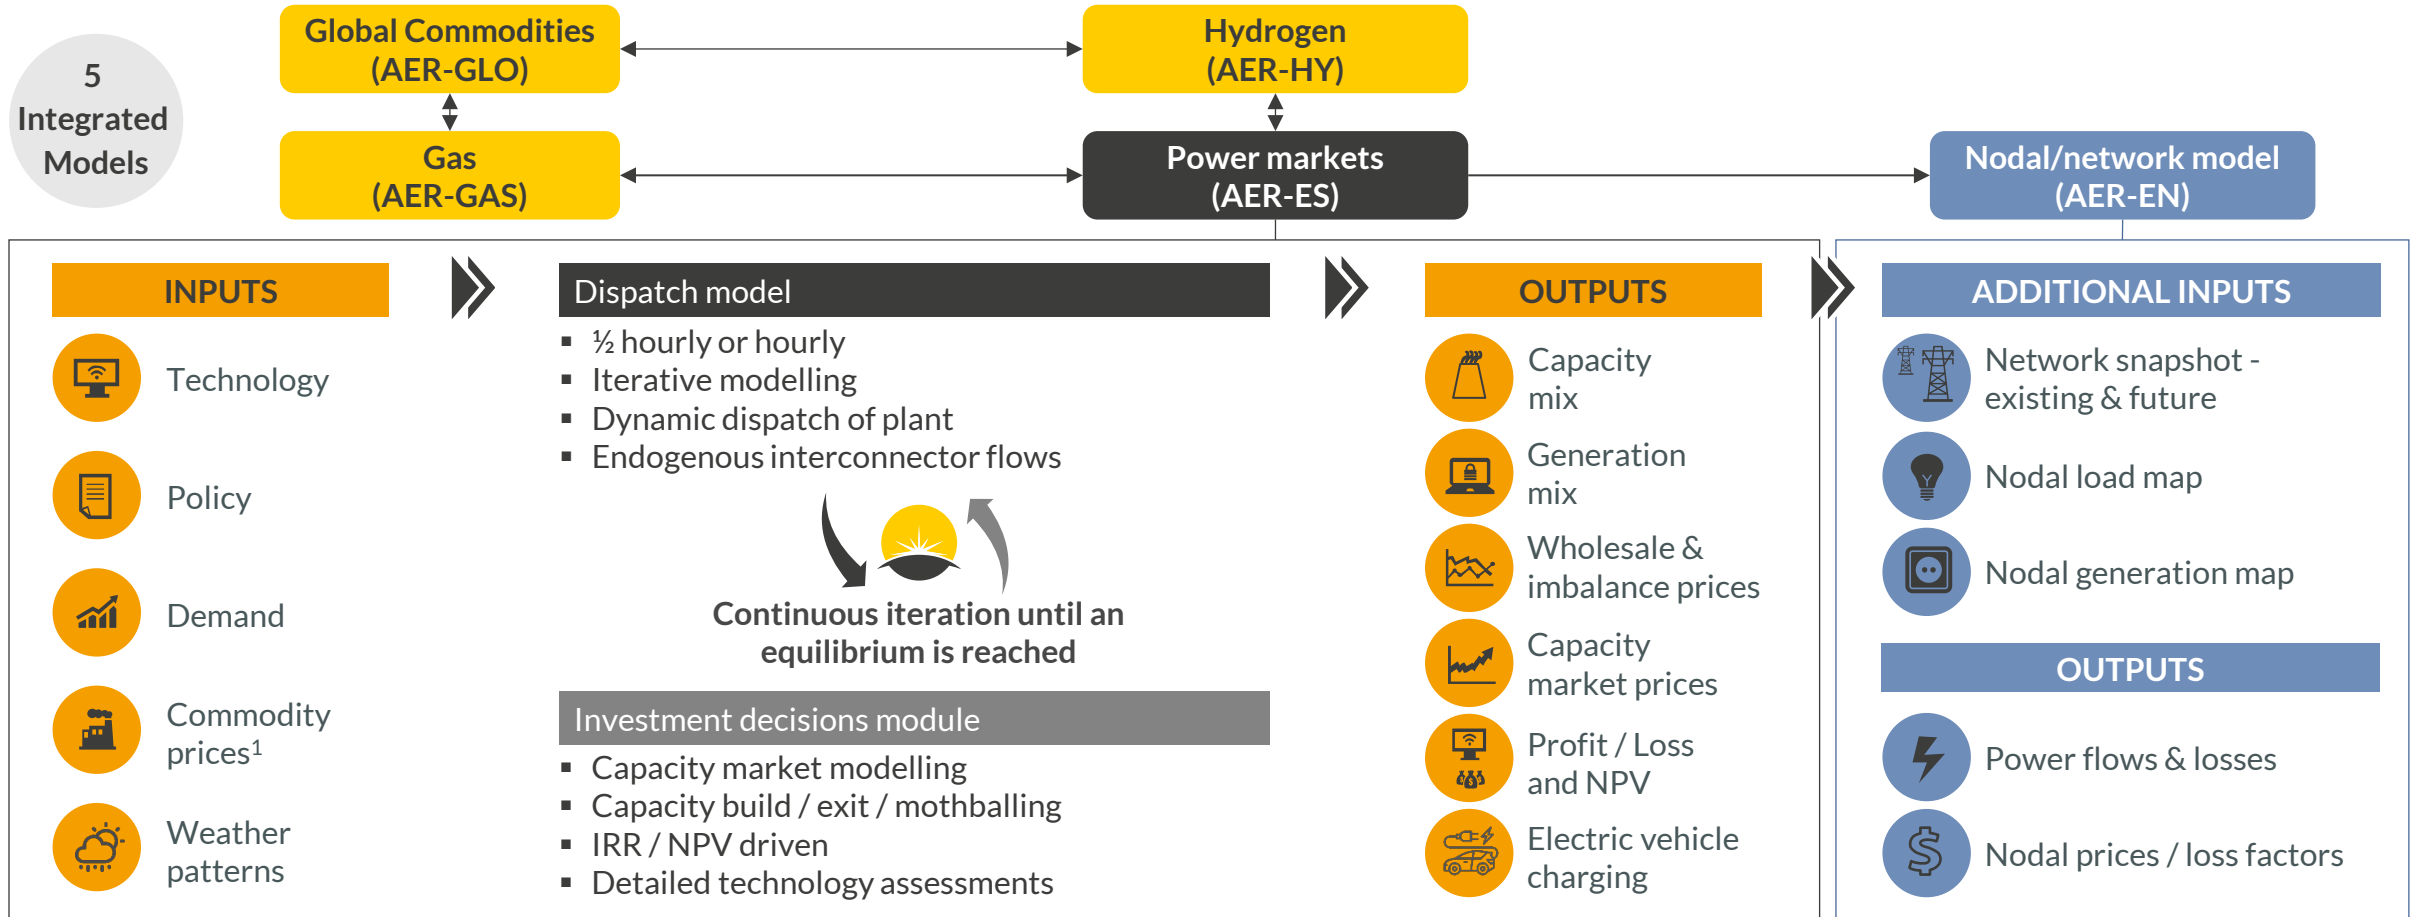 5
Integrated
Models
Global Commodities
(AER-GLO)
Hydrogen
(AER-HY)
Gas
(AER-GAS)
Power markets
(AER-ES)
Nodal/network model
(AER-EN)
INPUTS
Technology
Policy
Demand
Commodity
prices¹
Weather
patterns
Dispatch model
▪ ½ hourly or hourly
▪ Iterative modelling
▪ Dynamic dispatch of plant
▪ Endogenous interconnector flows
Continuous iteration until an
equilibrium is reached
Investment decisions module
▪ Capacity market modelling
▪ Capacity build / exit / mothballing
▪ IRR / NPV driven
▪ Detailed technology assessments
OUTPUTS
Capacity
mix
Generation
mix
Wholesale &
imbalance prices
Capacity
market prices
Profit / Loss
and NPV
Electric vehicle
charging
ADDITIONAL INPUTS
Network snapshot -
existing & future
Nodal load map
Nodal generation map
OUTPUTS
Power flows & losses
Nodal prices / loss factors